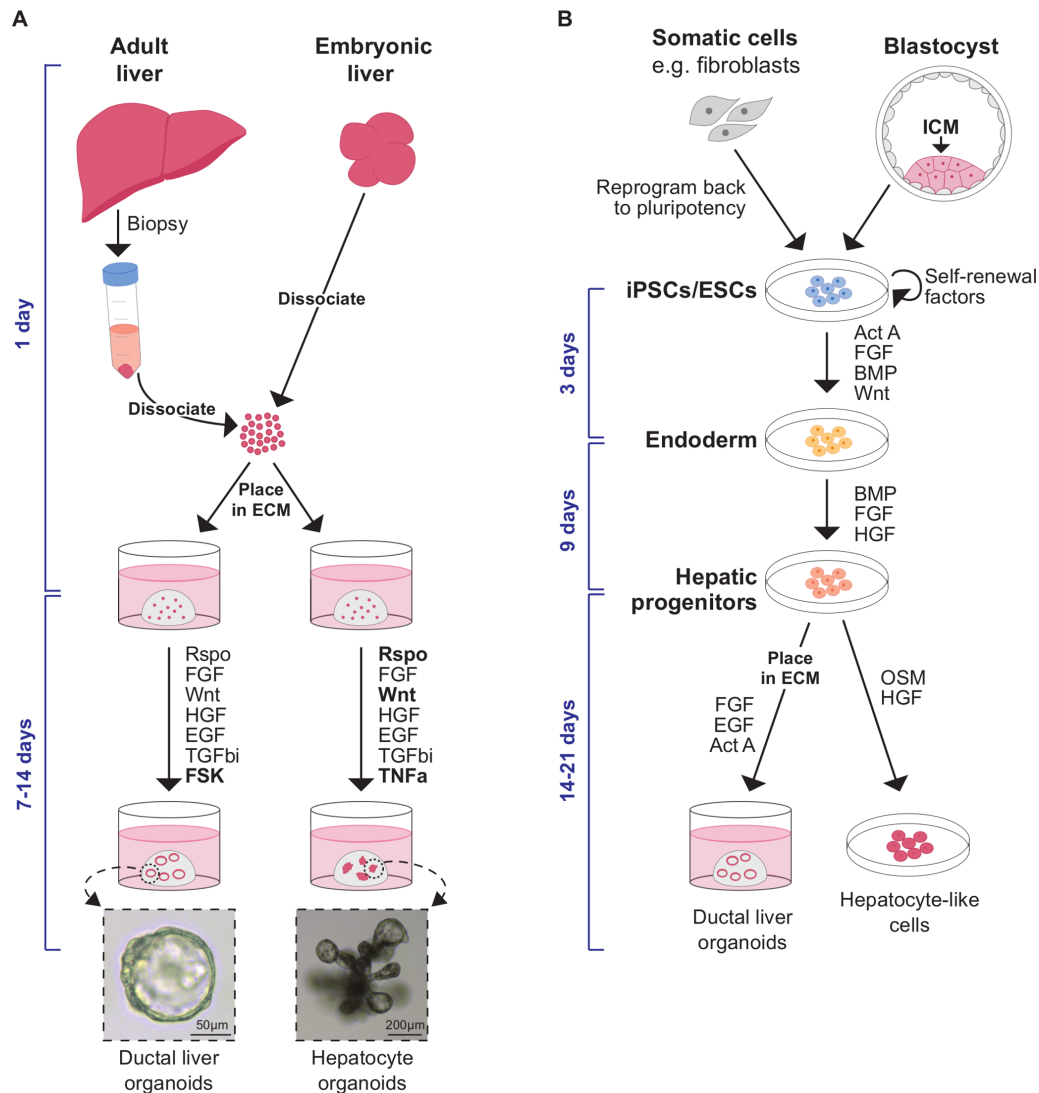 A
Adult
liver
Embryonic
liver
1 day
Biopsy
Dissociate
Dissociate
Place
in ECM
7-14 days
Rspo
FGF
Wnt
HGF
EGF
TGFbi
FSK
Rspo
FGF
Wnt
HGF
EGF
TGFbi
TNFa
50µm
200µm
Ductal liver
organoids
Hepatocyte
organoids
B
Somatic cells
e.g. fibroblasts
Blastocyst
ICM
Reprogram back
to pluripotency
iPSCs/ESCs
Self-renewal
factors
3 days
Act A
FGF
BMP
Wnt
Endoderm
9 days
BMP
FGF
HGF
Hepatic
progenitors
14-21 days
Place
in ECM
FGF
EGF
Act A
OSM
HGF
Ductal liver
organoids
Hepatocyte-like
cells